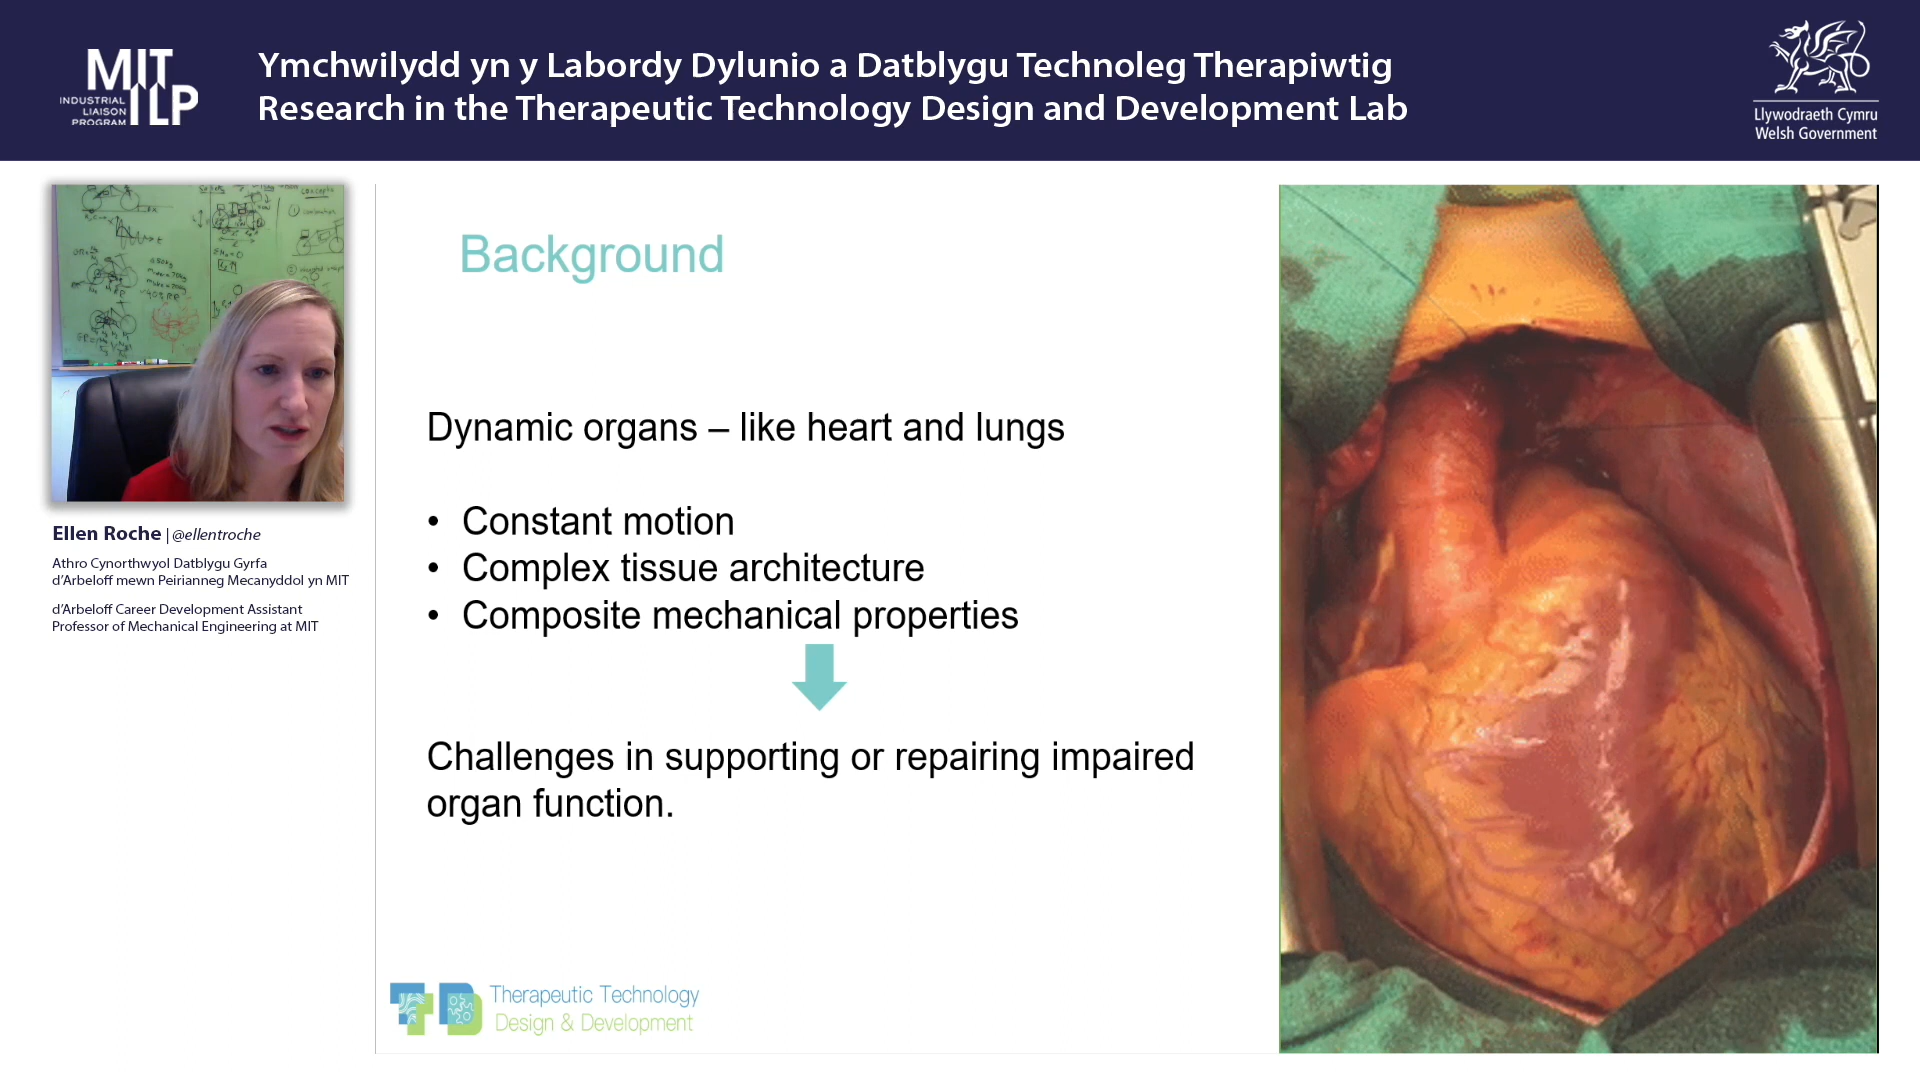 MIT
ILP
INDUSTRIAL
LIAISON
PROGRAM
Ymchwilydd yn y Labordy Dylunio a Datblygu Technoleg Therapiwtig
Research in the Therapeutic Technology Design and Development Lab
Llywodraeth Cymru
Welsh Government
Ellen Roche | @ellentroche
Athro Cynorthwyol Datblygu Gyrfa
d'Arbeloff mewn Peirianneg Mecanyddol yn MIT
d'Arbeloff Career Development Assistant
Professor of Mechanical Engineering at MIT
Background
Dynamic organs – like heart and lungs
• Constant motion
• Complex tissue architecture
• Composite mechanical properties
Challenges in supporting or repairing impaired
organ function.
TTDD
Therapeutic Technology
Design & Development